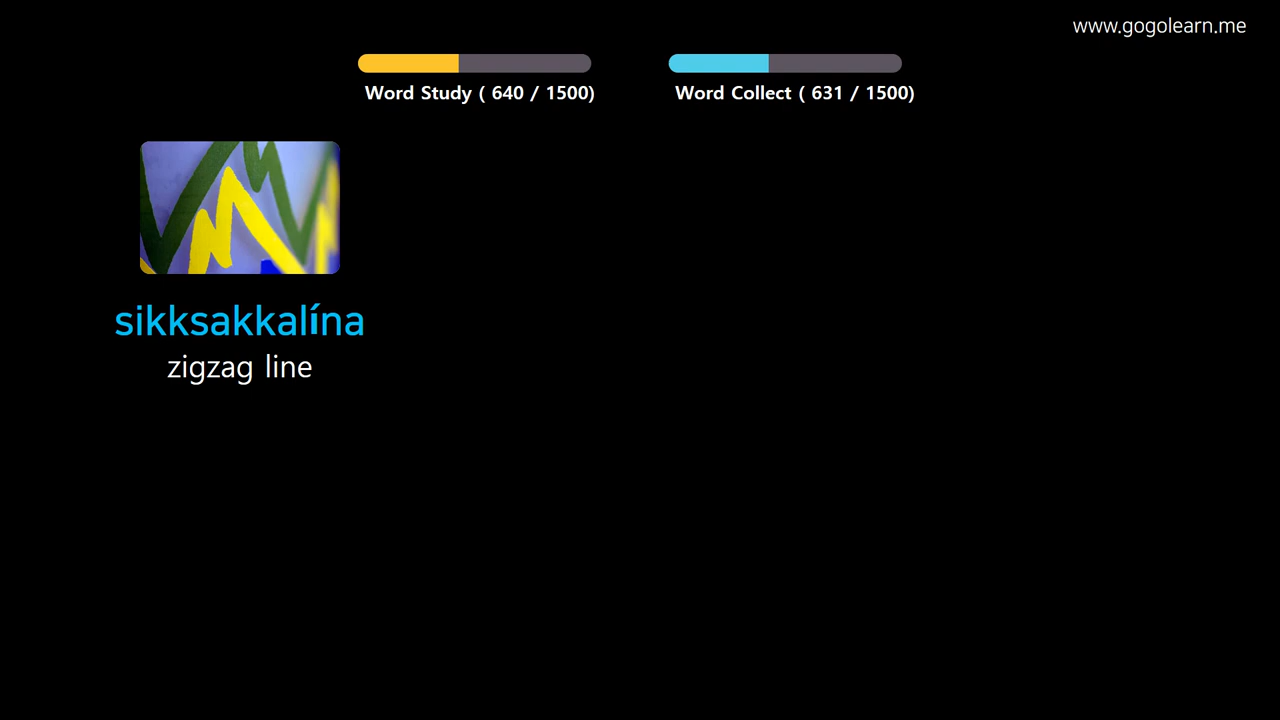 www.gogolearn.me
Word Study ( 640 / 1500)
Word Collect ( 631 / 1500)
sikksakkalína
zigzag line